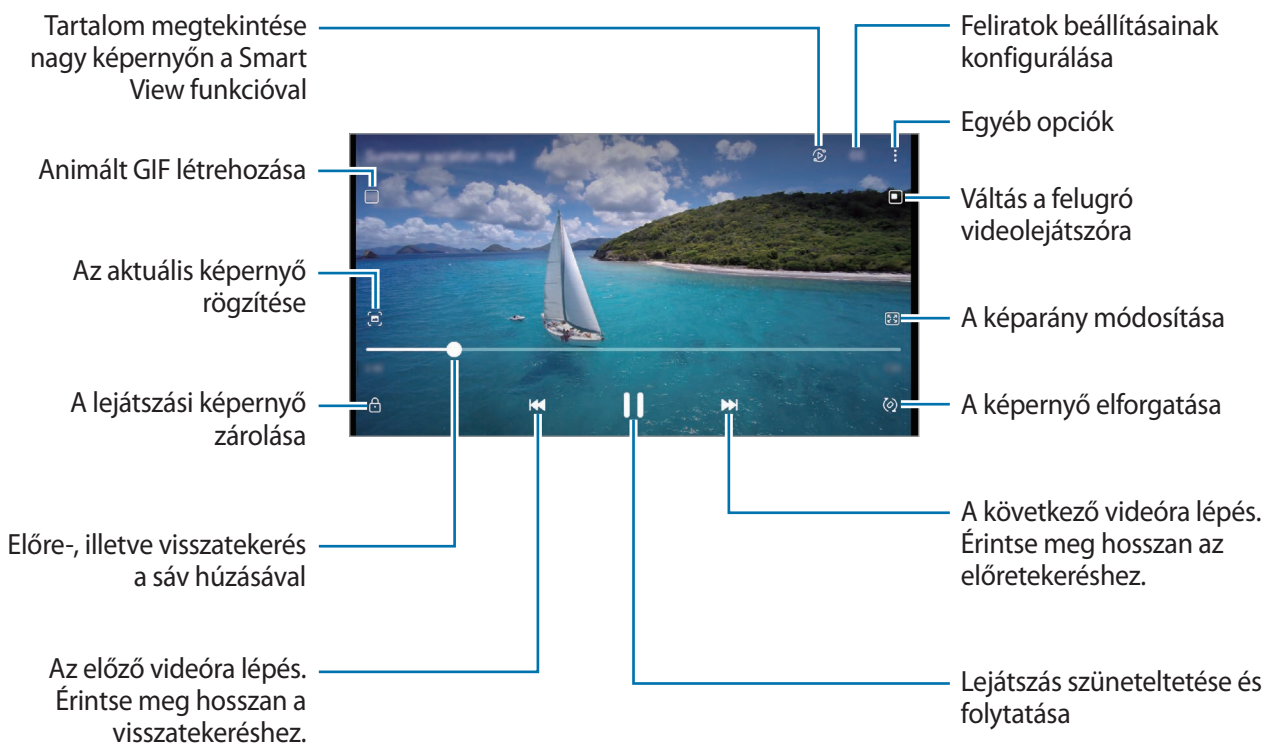 Tartalom megtekintése
nagy képernyőn a Smart
View funkcióval
Animált GIF létrehozása
Az aktuális képernyő
rögzítése
A lejátszási képernyő
zárolása
Előre-, illetve visszatekerés
a sáv húzásával
Az előző videóra lépés.
Érintse meg hosszan a
visszatekeréshez.
Feliratok beállításainak
konfigurálása
Egyéb opciók
Váltás a felugró
videolejátszóra
A képarány módosítása
A képernyő elforgatása
A következő videóra lépés.
Érintse meg hosszan az
előretekeréshez.
Lejátszás szüneteltetése és
folytatása